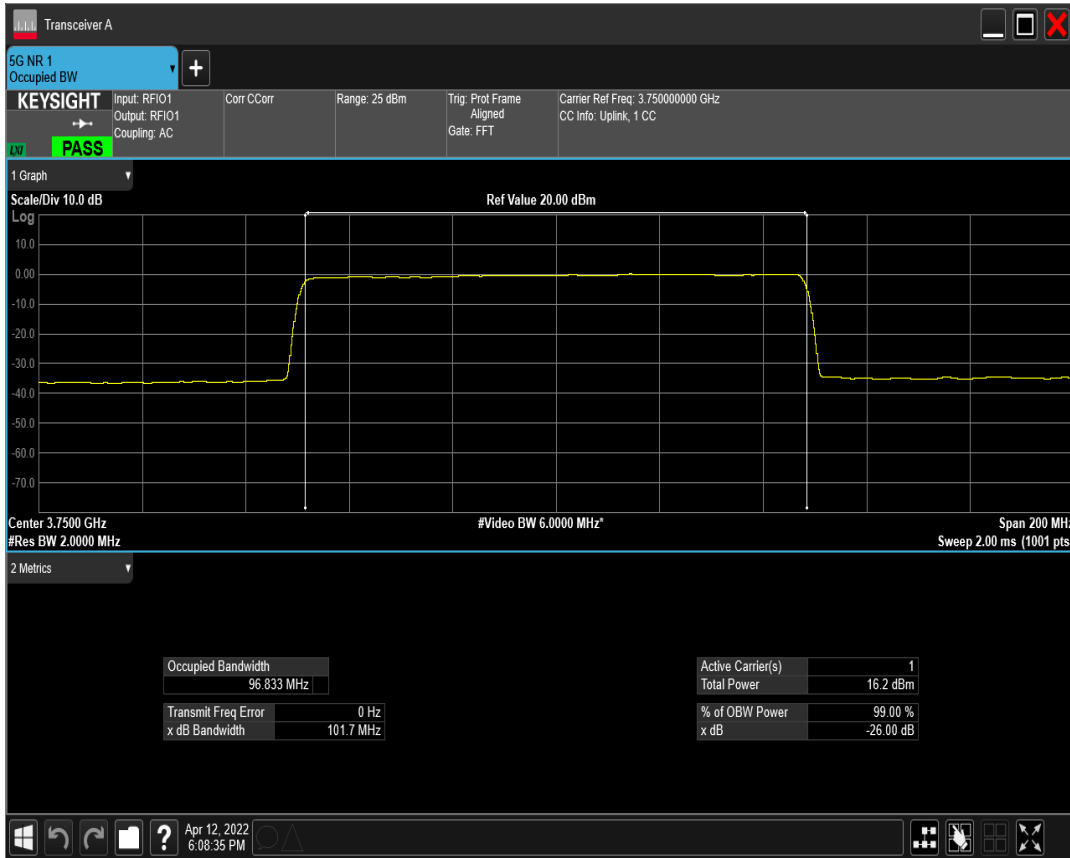 Transceiver A
5G NR 1
Occupied BW
+
KEYSIGHT
LXI
PASS
Input: RFIO1
Output: RFIO1
Coupling: AC
Corr CCorr
Range: 25 dBm
Trig: Prot Frame
Aligned
Gate: FFT
Carrier Ref Freq: 3.750000000 GHz
CC Info: Uplink, 1 CC
1 Graph
Scale/Div 10.0 dB
Ref Value 20.00 dBm
Log
10.0
0.00
-10.0
-20.0
-30.0
-40.0
-50.0
-60.0
-70.0
Center 3.7500 GHz
#Video BW 6.0000 MHz*
Span 200 MHz
#Res BW 2.0000 MHz
Sweep 2.00 ms (1001 pts
2 Metrics
Occupied Bandwidth
96.833 MHz
Transmit Freq Error 0 Hz
x dB Bandwidth 101.7 MHz
Active Carrier(s) 1
Total Power 16.2 dBm
% of OBW Power 99.00 %
x dB -26.00 dB
?
Apr 12, 2022
6:08:35 PM